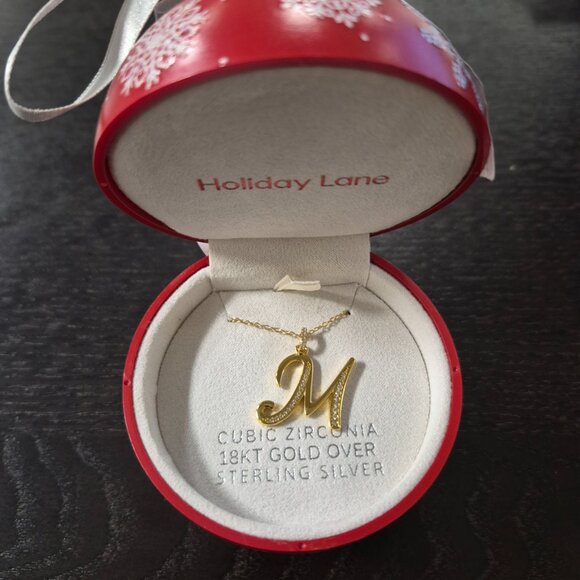 Holiday Lane
M
CUBIC ZIRCONIA
18KT GOLD OVER
STERLING SILVER